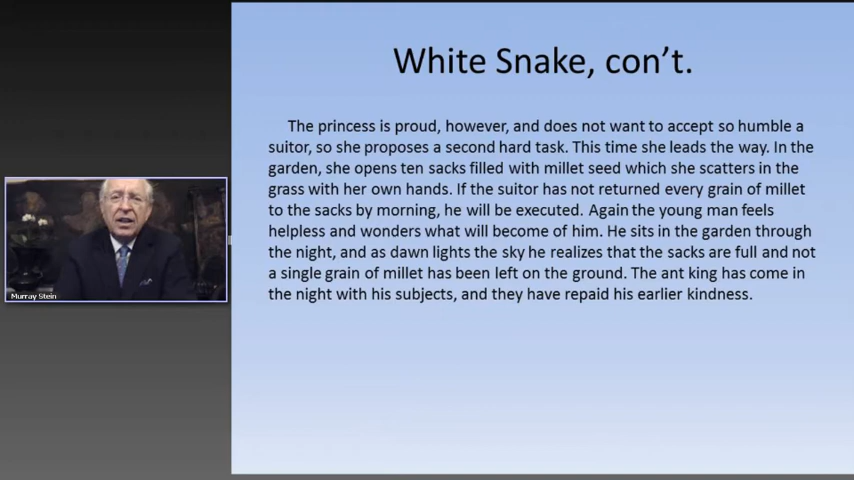 White Snake, con’t.
The princess is proud, however, and does not want to accept so humble a
suitor, so she proposes a second hard task. This time she leads the way. In the
garden, she opens ten sacks filled with millet seed which she scatters in the
grass with her own hands. If the suitor has not returned every grain of millet
to the sacks by morning, he will be executed. Again the young man feels
helpless and wonders what will become of him. He sits in the garden through
the night, and as dawn lights the sky he realizes that the sacks are full and not
a single grain of millet has been left on the ground. The ant king has come in
the night with his subjects, and they have repaid his earlier kindness.
Murray Stein